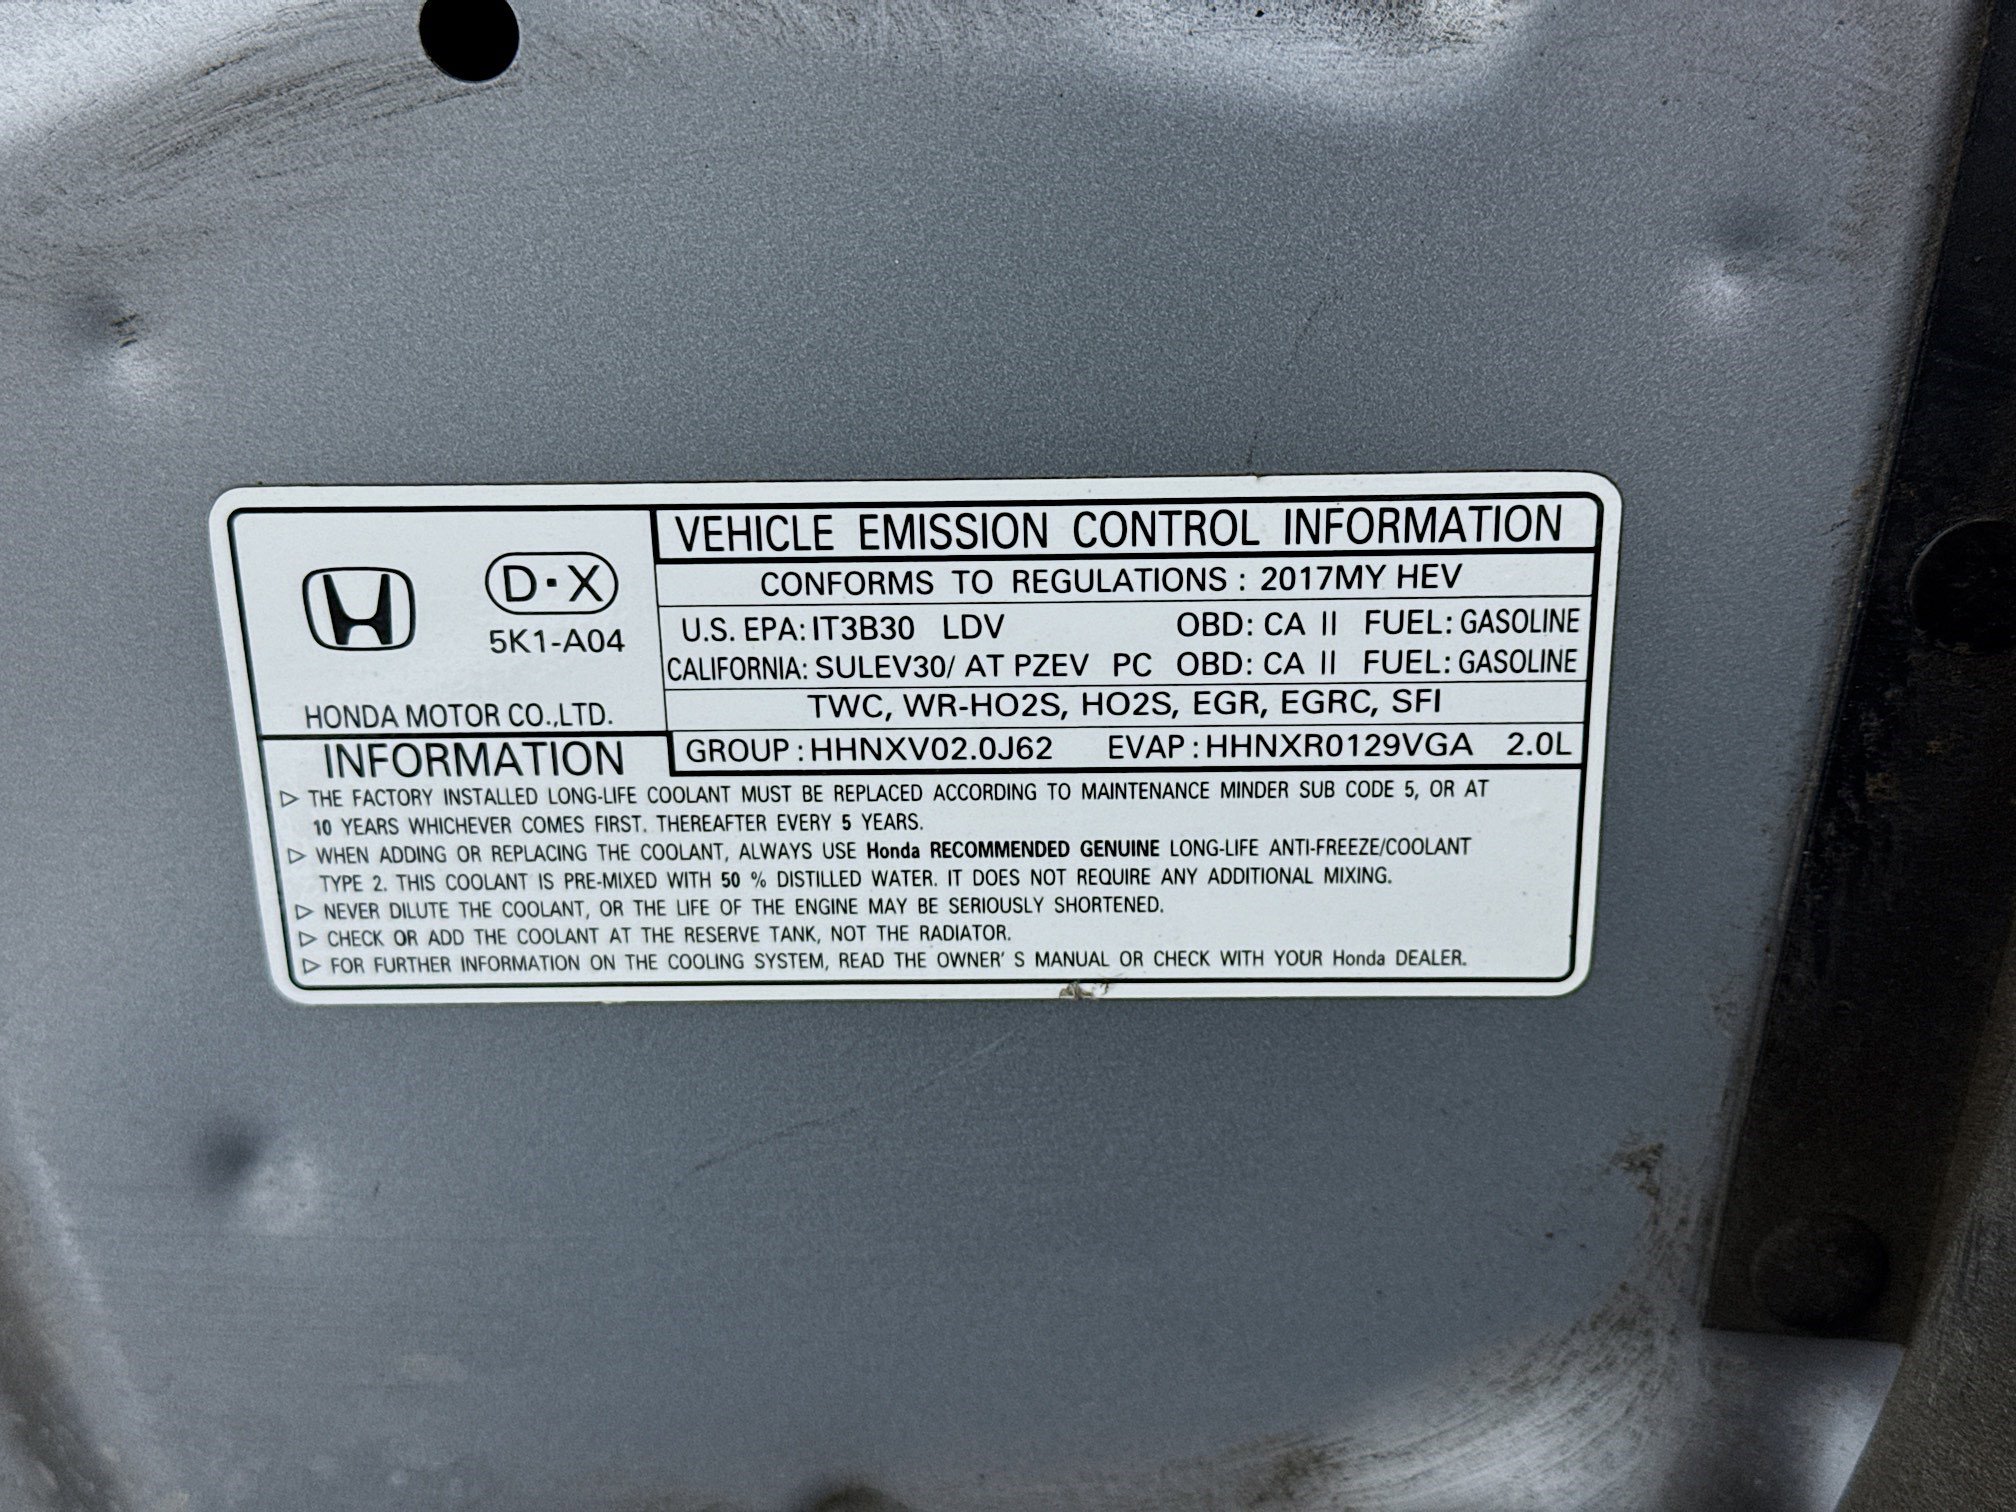 VEHICLE EMISSION CONTROL INFORMATION
CONFORMS TO REGULATIONS : 2017MY HEV
U.S. EPA: IT3B30 LDV OBD: CA II FUEL: GASOLINE
CALIFORNIA: SULEV30/ AT PZEV PC OBD: CA II FUEL: GASOLINE
TWC, WR-HO2S, HO2S, EGR, EGRC, SFI
GROUP : HHNXV02.0J62 EVAP : HHNXR0129VGA 2.0L
D·X
5K1-A04
HONDA MOTOR CO.,LTD.
INFORMATION
▷ THE FACTORY INSTALLED LONG-LIFE COOLANT MUST BE REPLACED ACCORDING TO MAINTENANCE MINDER SUB CODE 5, OR AT
10 YEARS WHICHEVER COMES FIRST. THEREAFTER EVERY 5 YEARS.
▷ WHEN ADDING OR REPLACING THE COOLANT, ALWAYS USE Honda RECOMMENDED GENUINE LONG-LIFE ANTI-FREEZE/COOLANT
TYPE 2. THIS COOLANT IS PRE-MIXED WITH 50 % DISTILLED WATER. IT DOES NOT REQUIRE ANY ADDITIONAL MIXING.
▷ NEVER DILUTE THE COOLANT, OR THE LIFE OF THE ENGINE MAY BE SERIOUSLY SHORTENED.
▷ CHECK OR ADD THE COOLANT AT THE RESERVE TANK, NOT THE RADIATOR.
▷ FOR FURTHER INFORMATION ON THE COOLING SYSTEM, READ THE OWNER' S MANUAL OR CHECK WITH YOUR Honda DEALER.